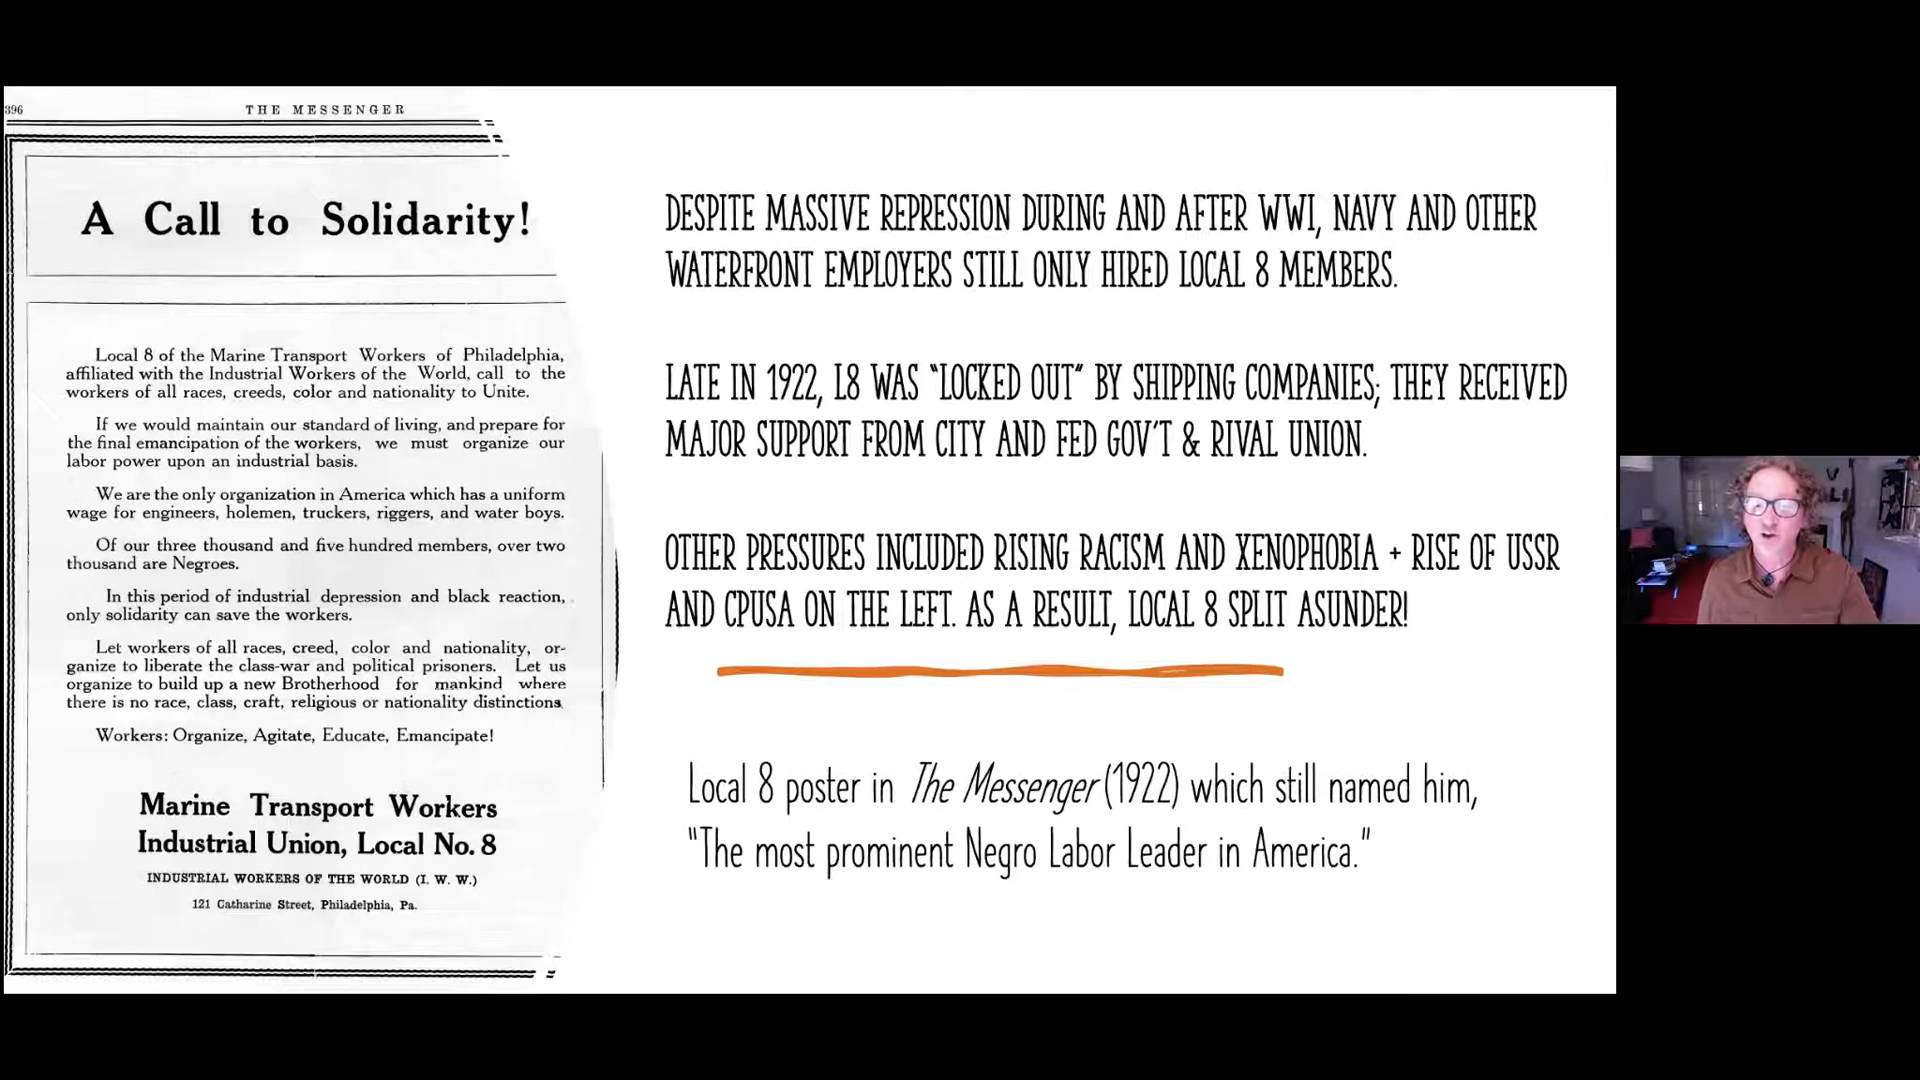 396
THE MESSENGER
A Call to Solidarity!
Local 8 of the Marine Transport Workers of Philadelphia,
affiliated with the Industrial Workers of the World, call to the
workers of all races, creeds, color and nationality to Unite.
If we would maintain our standard of living, and prepare for
the final emancipation of the workers, we must organize our
labor power upon an industrial basis.
We are the only organization in America which has a uniform
wage for engineers, holemen, truckers, riggers, and water boys.
Of our three thousand and five hundred members, over two
thousand are Negroes.
In this period of industrial depression and black reaction,
only solidarity can save the workers.
Let workers of all races, creed, color and nationality, or-
ganize to liberate the class-war and political prisoners. Let us
organize to build up a new Brotherhood for mankind where
there is no race, class, craft, religious or nationality distinctions.
Workers: Organize, Agitate, Educate, Emancipate!
Marine Transport Workers
Industrial Union, Local No. 8
INDUSTRIAL WORKERS OF THE WORLD (I. W. W.)
121 Catharine Street, Philadelphia, Pa.
DESPITE MASSIVE REPRESSION DURING AND AFTER WWI, NAVY AND OTHER
WATERFRONT EMPLOYERS STILL ONLY HIRED LOCAL 8 MEMBERS.
LATE IN 1922, L8 WAS "LOCKED OUT" BY SHIPPING COMPANIES; THEY RECEIVED
MAJOR SUPPORT FROM CITY AND FED GOV'T & RIVAL UNION.
OTHER PRESSURES INCLUDED RISING RACISM AND XENOPHOBIA + RISE OF USSR
AND CPUSA ON THE LEFT. AS A RESULT, LOCAL 8 SPLIT ASUNDER!
Local 8 poster in The Messenger (1922) which still named him,
"The most prominent Negro Labor Leader in America."